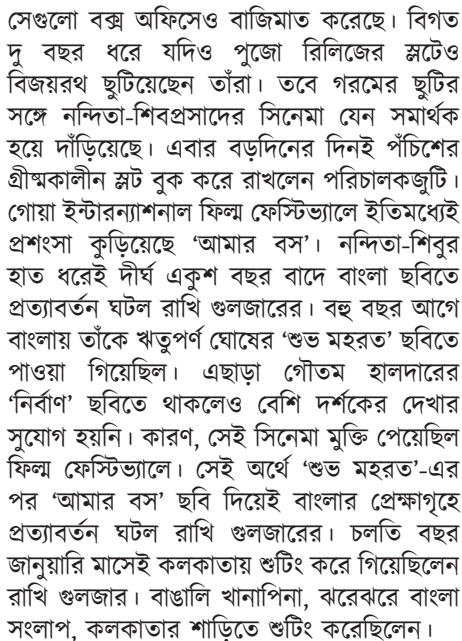 সেগুলো বক্স অফিসেও বাজিমাত করেছে। বিগত
দু বছর ধরে যদিও পুজো রিলিজের স্লটেও
বিজয়রথ ছুটিয়েছেন তাঁরা। তবে গরমের ছুটির
সঙ্গে নন্দিতা-শিবপ্রসাদের সিনেমা যেন সমার্থক
হয়ে দাঁড়িয়েছে। এবার বড়দিনের দিনই পঁচিশের
গ্রীষ্মকালীন স্লট বুক করে রাখলেন পরিচালকজুটি।
গোয়া ইন্টারন্যাশনাল ফিল্ম ফেস্টিভ্যালে ইতিমধ্যেই
প্রশংসা কুড়িয়েছে ‘আমার বস’। নন্দিতা-শিবুর
হাত ধরেই দীর্ঘ একুশ বছর বাদে বাংলা ছবিতে
প্রত্যাবর্তন ঘটল রাখি গুলজারের। বহু বছর আগে
বাংলায় তাঁকে ঋতুপর্ণ ঘোষের ‘শুভ মহরত’ ছবিতে
পাওয়া গিয়েছিল। এছাড়া গৌতম হালদারের
‘নির্বাণ’ ছবিতে থাকলেও বেশি দর্শকের দেখার
সুযোগ হয়নি। কারণ, সেই সিনেমা মুক্তি পেয়েছিল
ফিল্ম ফেস্টিভ্যালে। সেই অর্থে ‘শুভ মহরত’-এর
পর ‘আমার বস’ ছবি দিয়েই বাংলার প্রেক্ষাগৃহে
প্রত্যাবর্তন ঘটল রাখি গুলজারের। চলতি বছর
জানুয়ারি মাসেই কলকাতায় শুটিং করে গিয়েছিলেন
রাখি গুলজার। বাঙালি খানাপিনা, ঝরেঝরে বাংলা
সংলাপ, কলকাতার শাড়িতে শুটিং করেছিলেন।